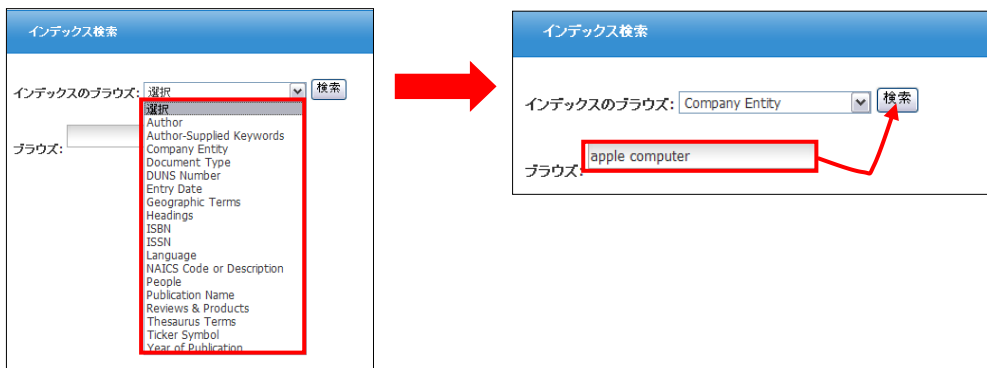 インデックス検索
インデックスのブラウズ: 選択 検索
選択
Author
Author-Supplied Keywords
Company Entity
Document Type
DUNS Number
Entry Date
Geographic Terms
Headings
ISBN
ISSN
Language
NAICS Code or Description
People
Publication Name
Reviews & Products
Thesaurus Terms
Ticker Symbol
Year of Publication
ブラウズ:
インデックス検索
インデックスのブラウズ: Company Entity 検索
ブラウズ: apple computer